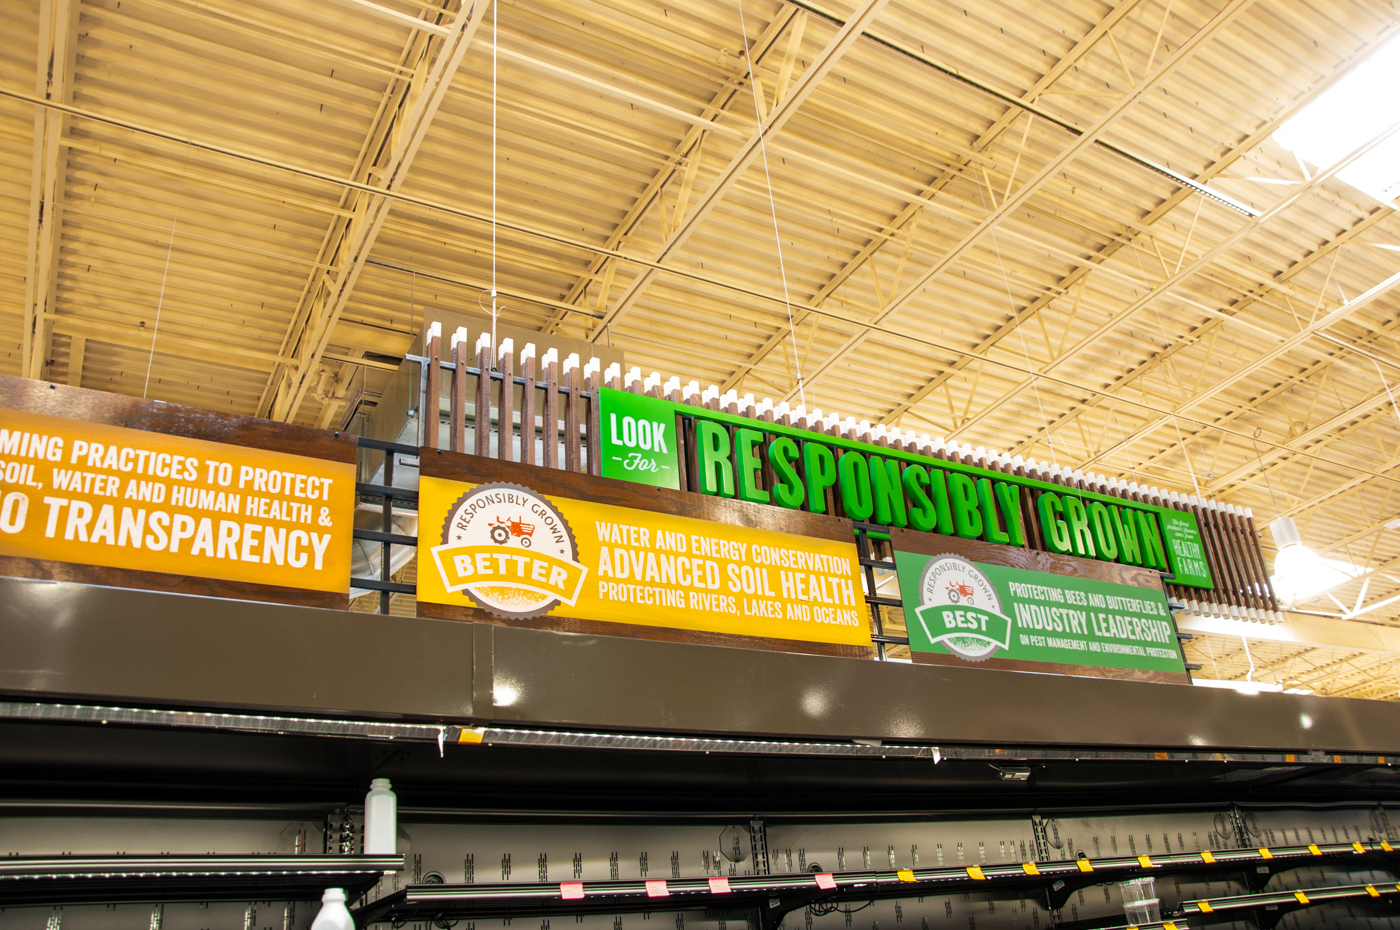 MING PRACTICES TO PROTECT
SOIL, WATER AND HUMAN HEALTH &
O TRANSPARENCY
RESPONSIBLY GROWN
BETTER
WATER AND ENERGY CONSERVATION
ADVANCED SOIL HEALTH
PROTECTING RIVERS, LAKES AND OCEANS
LOOK
-For-
RESPONSIBLY GROWN
HEALTHY
FARMS
RESPONSIBLY GROWN
BEST
PROTECTING BEES AND BUTTERFLIES &
INDUSTRY LEADERSHIP
ON PEST MANAGEMENT AND ENVIRONMENTAL PROTECTION